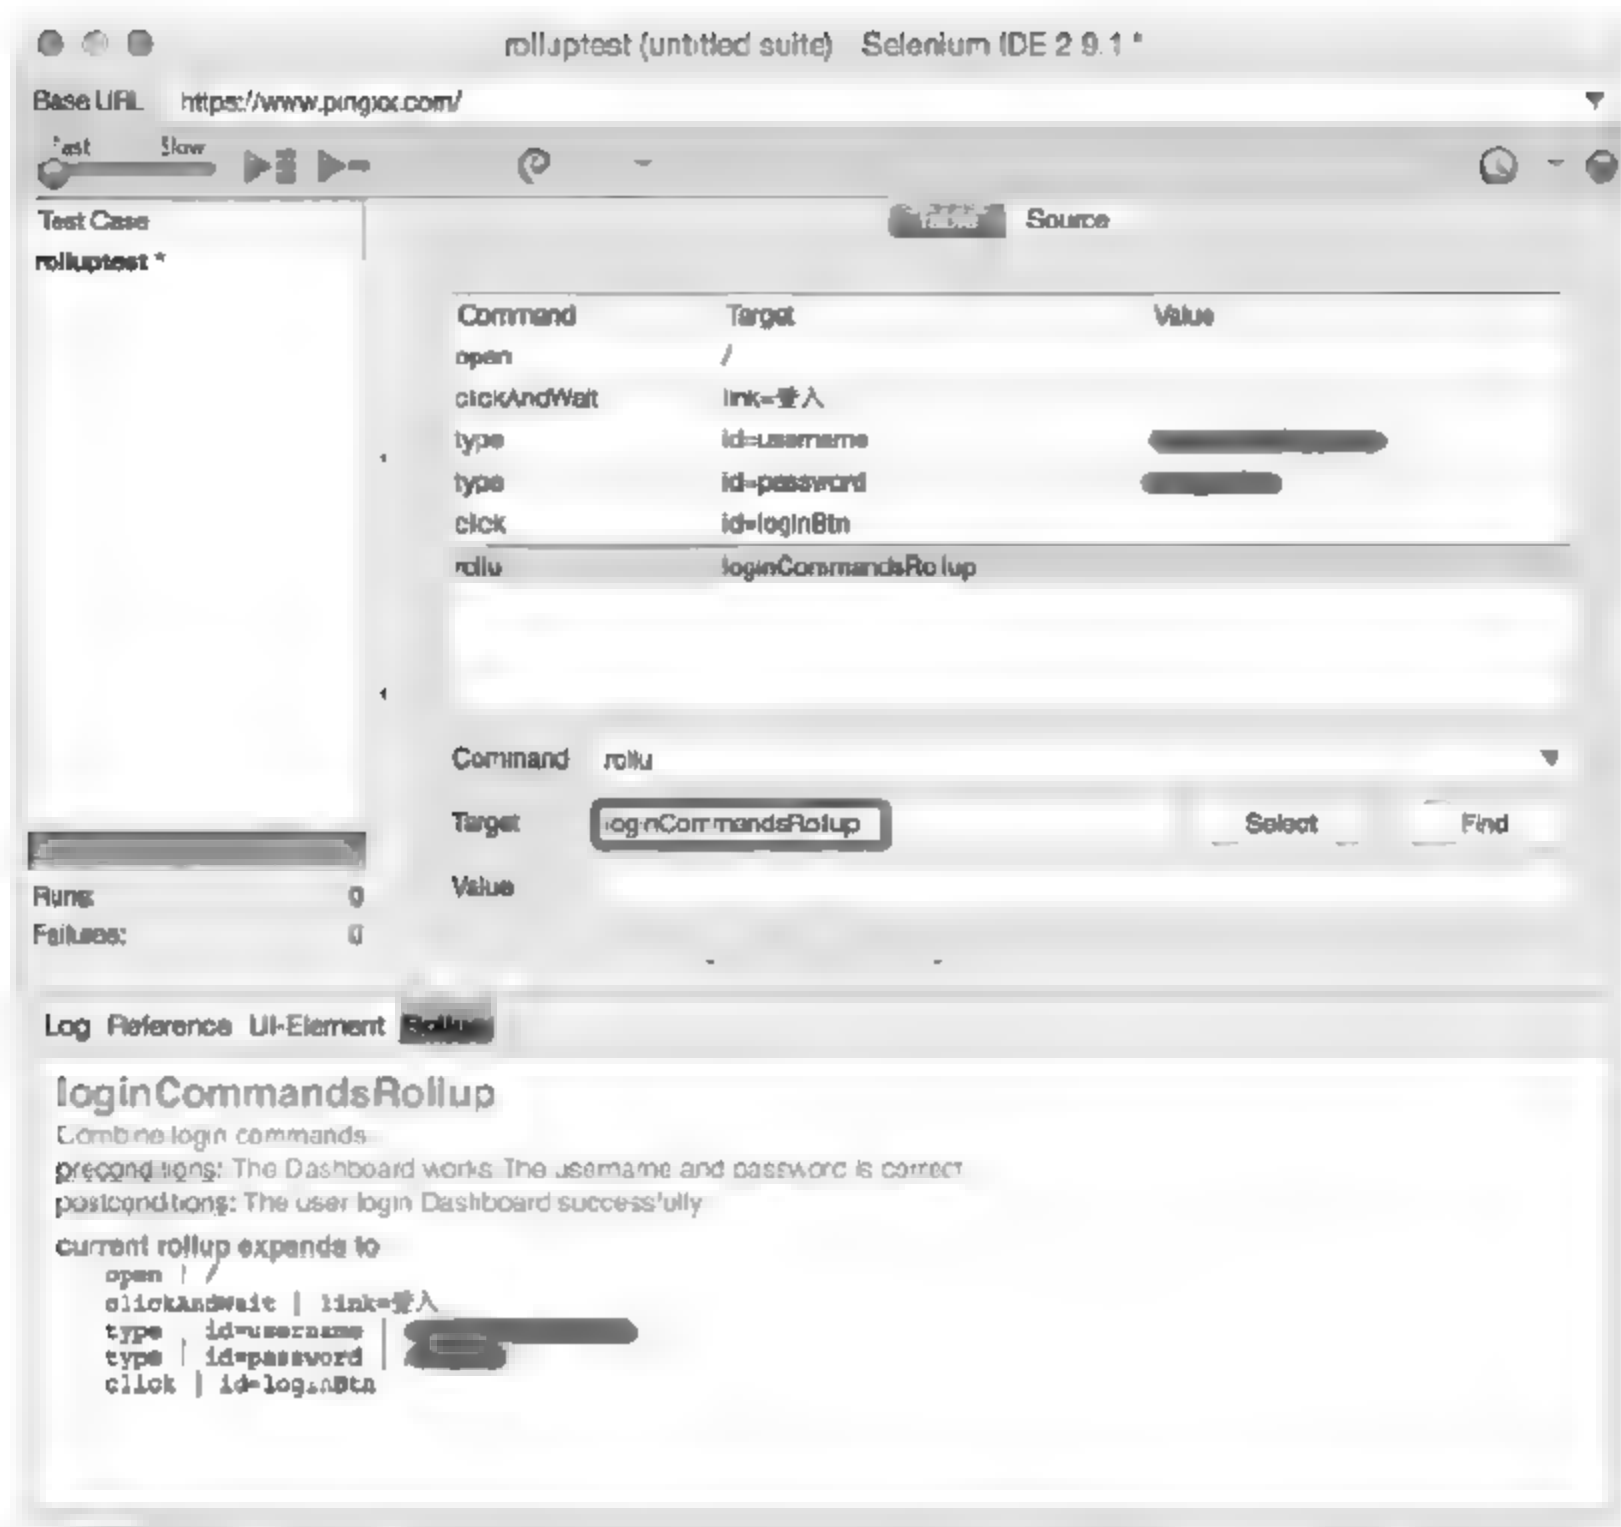 rolluptest (untitled suite) Selenium IDE 2.9.1 *
Base URL https://www.pingxx.com/
Fast Slow
Test Case
Table Source
rolluptest *
Command Target Value
open /
clickAndWait link=登入
type id=username
type id=password
click id=loginBtn
rollu loginCommandsRollup
Command rollu
Target loginCommandsRollup Select Find
Value
Runs: 0
Failures: 0
Log Reference UI-Element Rollup
loginCommandsRollup
Combine login commands
preconditions: The Dashboard works The username and password is correct
postconditions: The user login Dashboard successfully
current rollup expands to
open | /
clickAndWait | link=登入
type | id=username |
type | id=password |
click | id=loginBtn